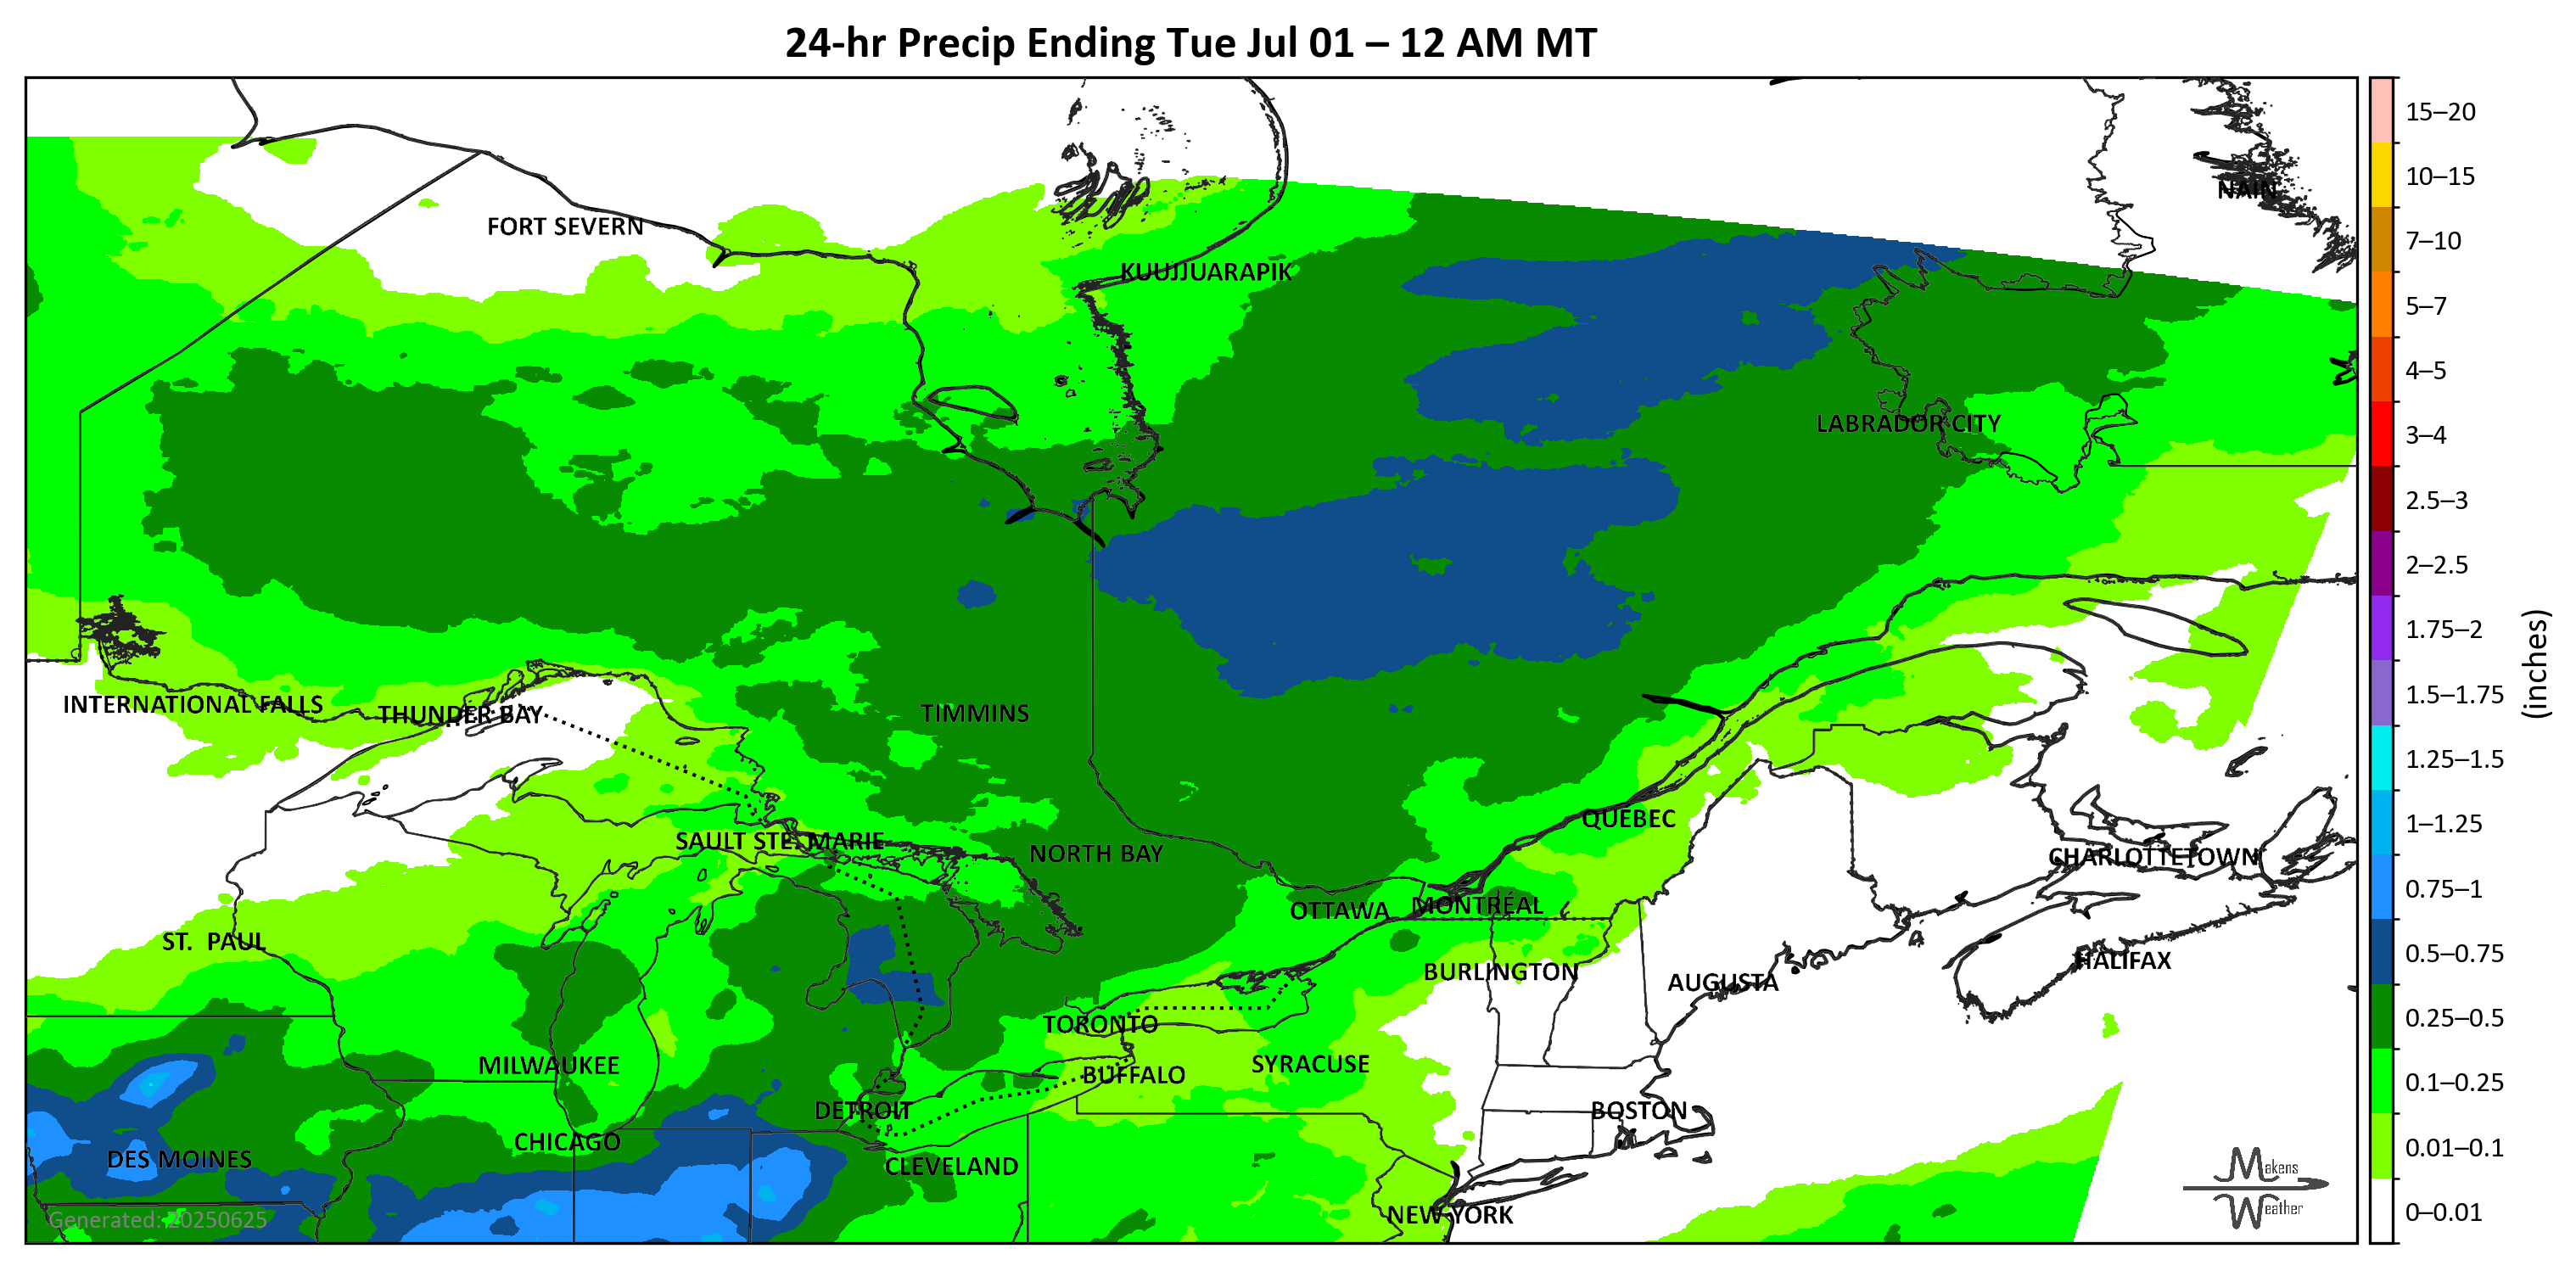 24-hr Precip Ending Tue Jul 01 – 12 AM MT
NAIN
FORT SEVERN
KUUJJUARAPIK
LABRADOR CITY
INTERNATIONAL FALLS
THUNDER BAY
TIMMINS
QUEBEC
SAULT STE. MARIE
NORTH BAY
CHARLOTTETOWN
OTTAWA
MONTRÉAL
ST. PAUL
HALIFAX
BURLINGTON
AUGUSTA
TORONTO
MILWAUKEE
SYRACUSE
BUFFALO
DETROIT
BOSTON
CHICAGO
DES MOINES
CLEVELAND
NEW YORK
Generated: 20250625
Makens
Weather
15–20
10–15
7–10
5–7
4–5
3–4
2.5–3
2–2.5
1.75–2
1.5–1.75
1.25–1.5
1–1.25
0.75–1
0.5–0.75
0.25–0.5
0.1–0.25
0.01–0.1
0–0.01
(inches)